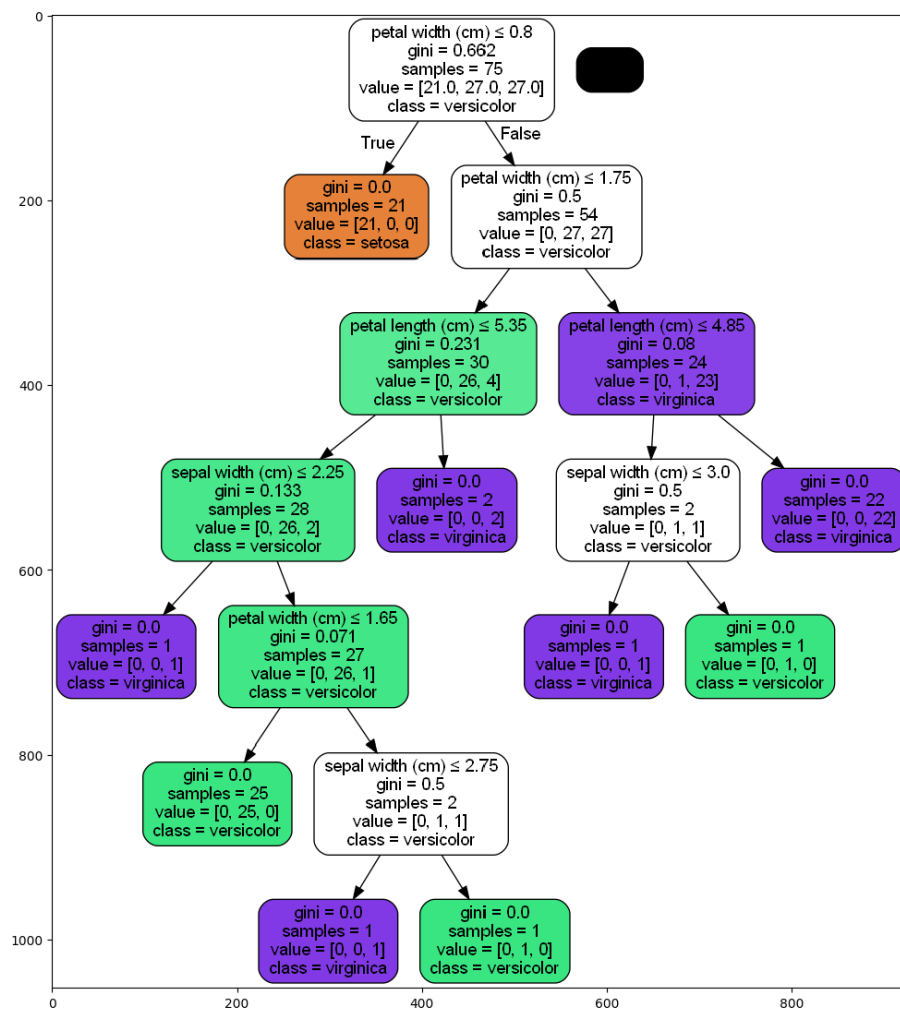 0
200
400
600
800
1000
petal width (cm) ≤ 0.8
gini = 0.662
samples = 75
value = [21.0, 27.0, 27.0]
class = versicolor
True
False
gini = 0.0
samples = 21
value = [21, 0, 0]
class = setosa
petal width (cm) ≤ 1.75
gini = 0.5
samples = 54
value = [0, 27, 27]
class = versicolor
petal length (cm) ≤ 5.35
gini = 0.231
samples = 30
value = [0, 26, 4]
class = versicolor
petal length (cm) ≤ 4.85
gini = 0.08
samples = 24
value = [0, 1, 23]
class = virginica
sepal width (cm) ≤ 2.25
gini = 0.133
samples = 28
value = [0, 26, 2]
class = versicolor
gini = 0.0
samples = 2
value = [0, 0, 2]
class = virginica
sepal width (cm) ≤ 3.0
gini = 0.5
samples = 2
value = [0, 1, 1]
class = versicolor
gini = 0.0
samples = 22
value = [0, 0, 22]
class = virginica
gini = 0.0
samples = 1
value = [0, 0, 1]
class = virginica
petal width (cm) ≤ 1.65
gini = 0.071
samples = 27
value = [0, 26, 1]
class = versicolor
gini = 0.0
samples = 1
value = [0, 0, 1]
class = virginica
gini = 0.0
samples = 1
value = [0, 1, 0]
class = versicolor
gini = 0.0
samples = 25
value = [0, 25, 0]
class = versicolor
sepal width (cm) ≤ 2.75
gini = 0.5
samples = 2
value = [0, 1, 1]
class = versicolor
gini = 0.0
samples = 1
value = [0, 0, 1]
class = virginica
gini = 0.0
samples = 1
value = [0, 1, 0]
class = versicolor
0
200
400
600
800